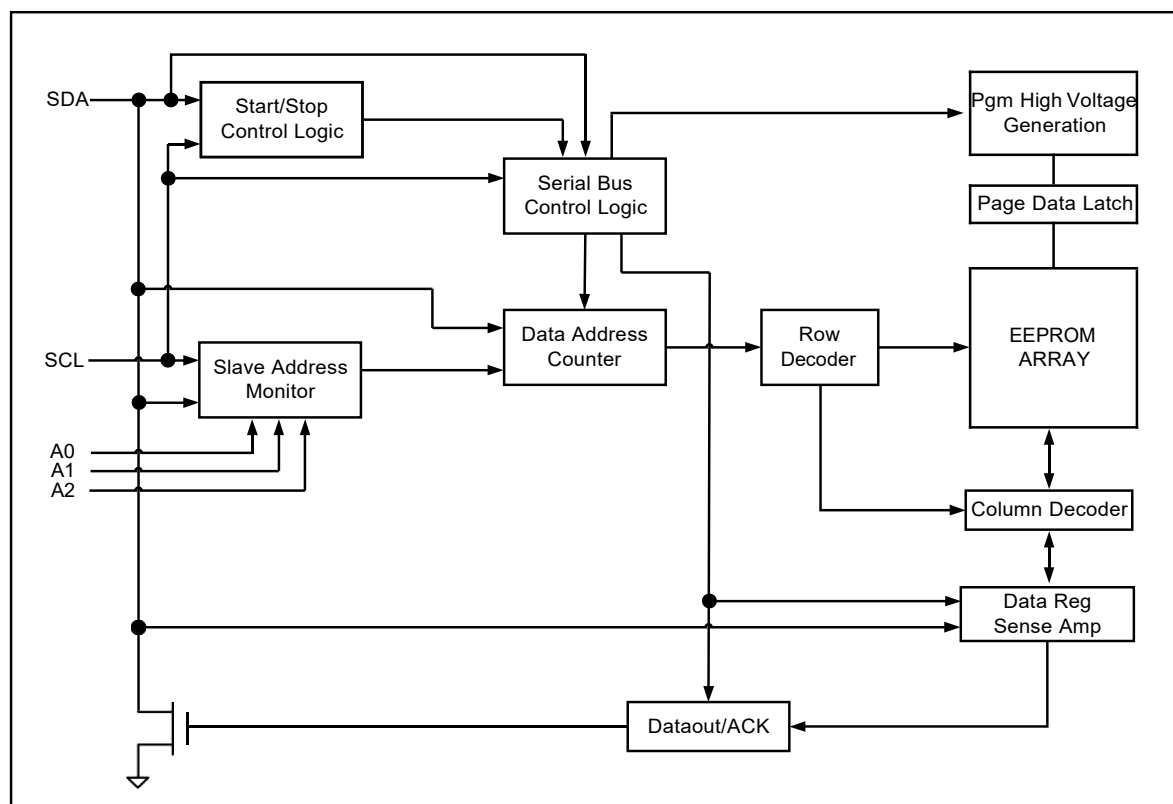 SDA
Start/Stop
Control Logic
Pgm High Voltage
Generation
Serial Bus
Control Logic
Page Data Latch
Data Address
Counter
Row
Decoder
EEPROM
ARRAY
SCL
Slave Address
Monitor
A0
A1
A2
Column Decoder
Data Reg
Sense Amp
Dataout/ACK